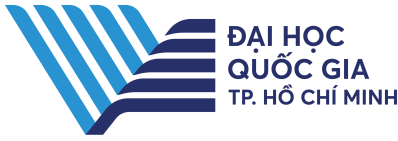 ĐẠI HỌC
QUỐC GIA
TP. HỒ CHÍ MINH